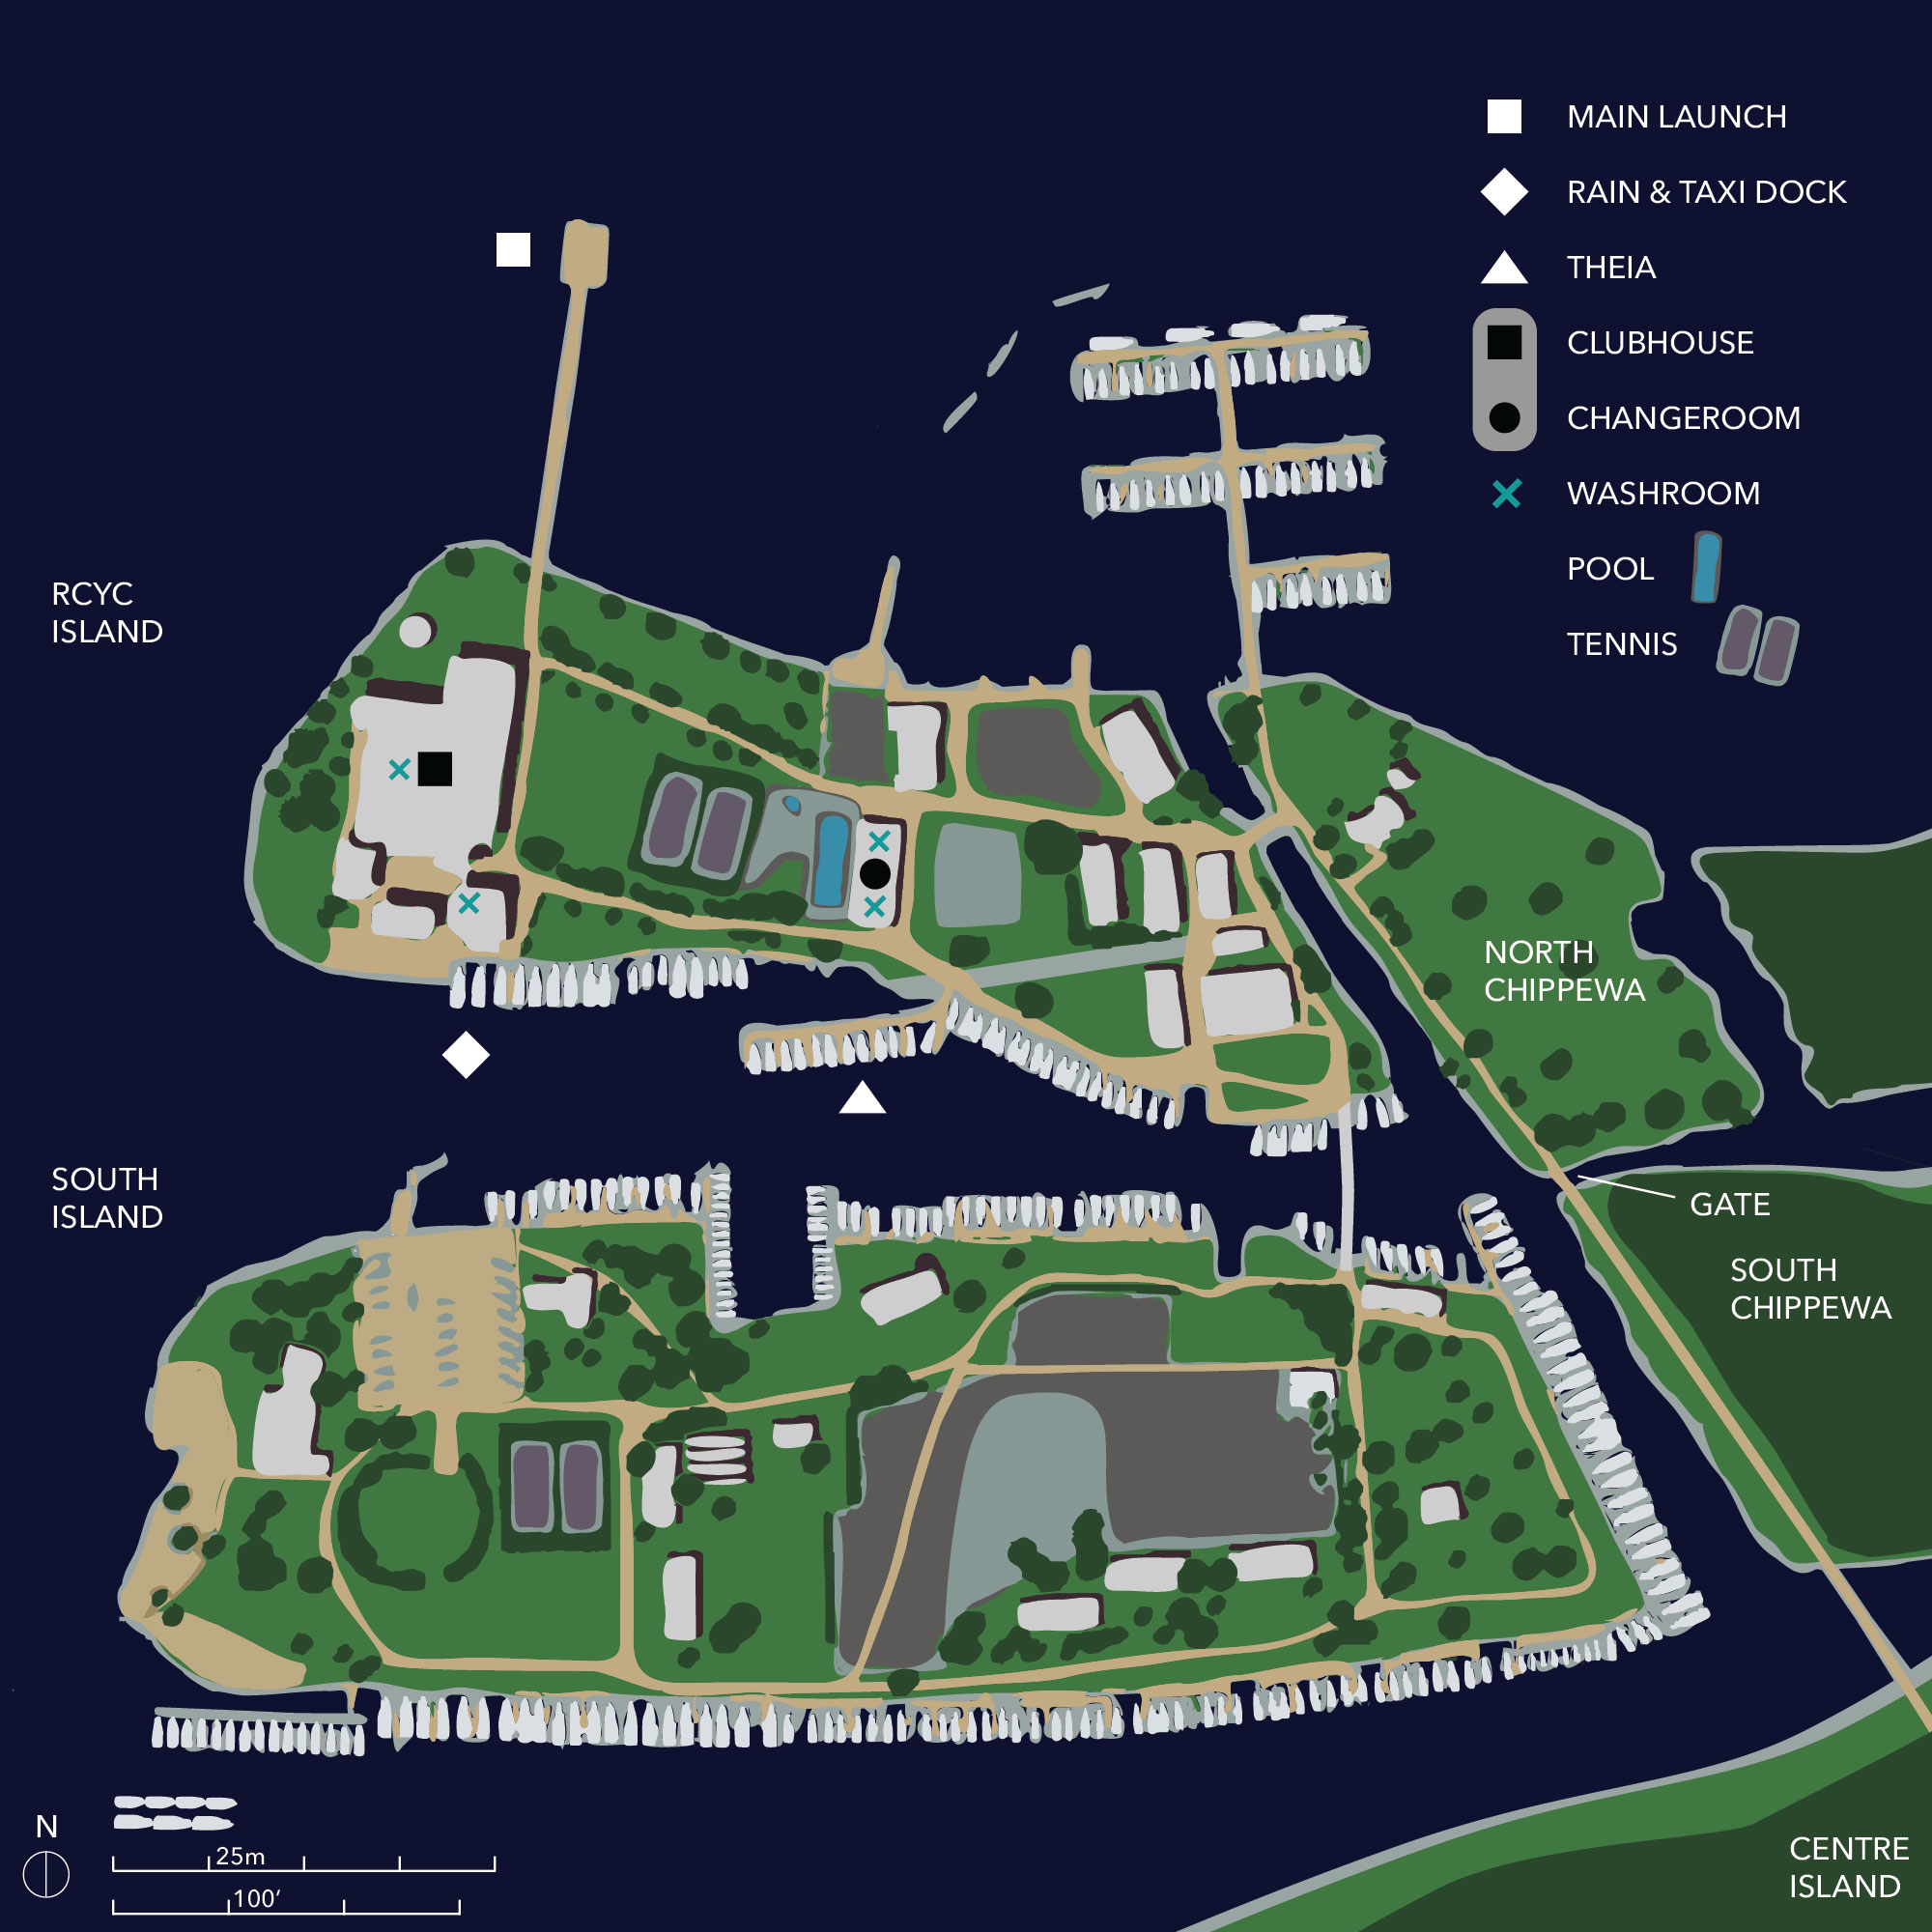 MAIN LAUNCH
RAIN & TAXI DOCK
THEIA
CLUBHOUSE
CHANGEROOM
WASHROOM
POOL
TENNIS
RCYC
ISLAND
NORTH
CHIPPEWA
SOUTH
ISLAND
GATE
SOUTH
CHIPPEWA
N
25m
100’
CENTRE
ISLAND